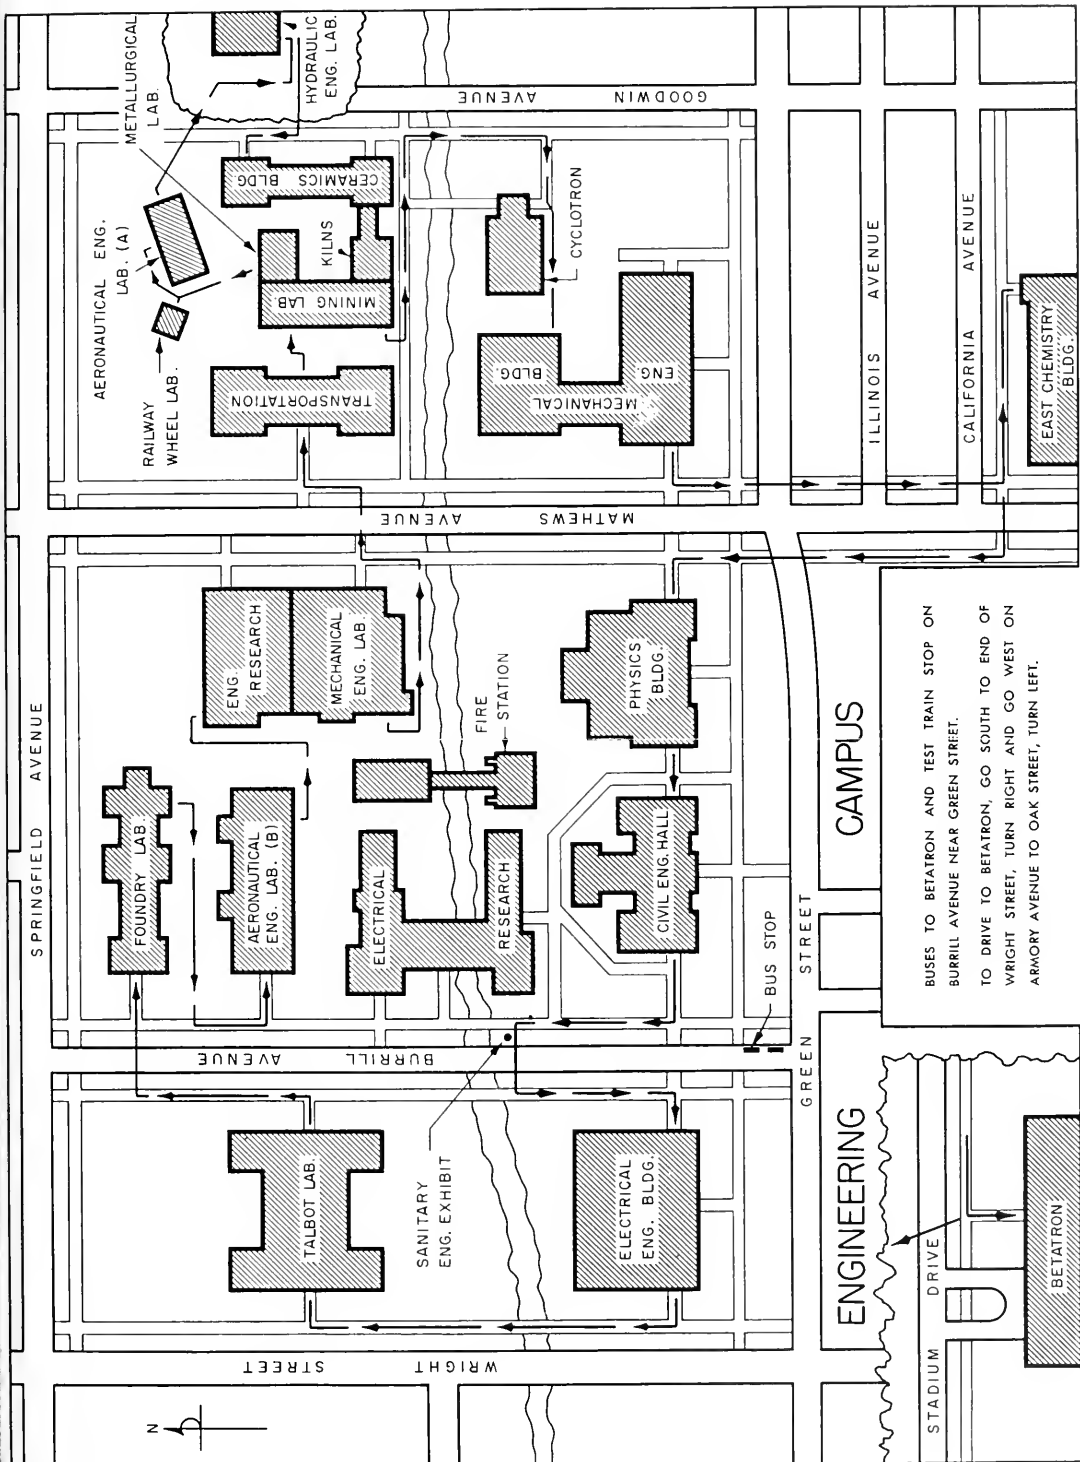 SPRINGFIELD AVENUE
N
WRIGHT STREET
TALBOT LAB.
SANITARY
ENG. EXHIBIT
ELECTRICAL
ENG. BLDG.
BURRILL AVENUE
FOUNDRY LAB.
AERONAUTICAL
ENG. LAB. (B)
ELECTRICAL
RESEARCH
CIVIL ENG. HALL
BUS STOP
FIRE
STATION
ENG.
RESEARCH
MECHANICAL
ENG. LAB.
PHYSICS
BLDG.
MATHEWS AVENUE
RAILWAY
WHEEL LAB.
AERONAUTICAL ENG.
LAB. (A)
METALLURGICAL
LAB.
HYDRAULIC
ENG. LAB.
TRANSPORTATION
MINING LAB.
KILNS
CERAMICS BLDG
CYCLOTRON
MECHANICAL
ENG. BLDG.
GOODWIN AVENUE
GREEN STREET
ILLINOIS AVENUE
CALIFORNIA AVENUE
EAST CHEMISTRY
BLDG.
ENGINEERING CAMPUS
STADIUM DRIVE
BETATRON
BUSES TO BETATRON AND TEST TRAIN STOP ON
BURRILL AVENUE NEAR GREEN STREET.
TO DRIVE TO BETATRON, GO SOUTH TO END OF
WRIGHT STREET, TURN RIGHT AND GO WEST ON
ARMORY AVENUE TO OAK STREET, TURN LEFT.